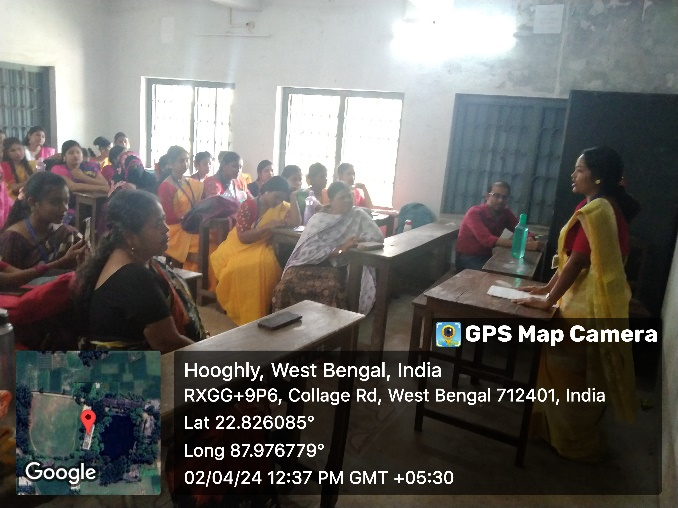 GPS Map Camera
Hooghly, West Bengal, India
RXGG+9P6, Collage Rd, West Bengal 712401, India
Lat 22.826085°
Long 87.976779°
02/04/24 12:37 PM GMT +05:30
Google